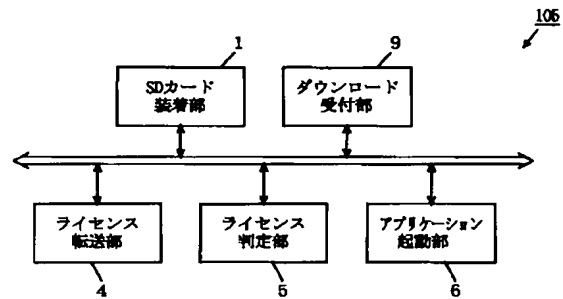 105
1
9
SDカード
装着部
ダウンロード
受付部
ライセンス
転送部
ライセンス
判定部
アプリケーション
起動部
4
5
6